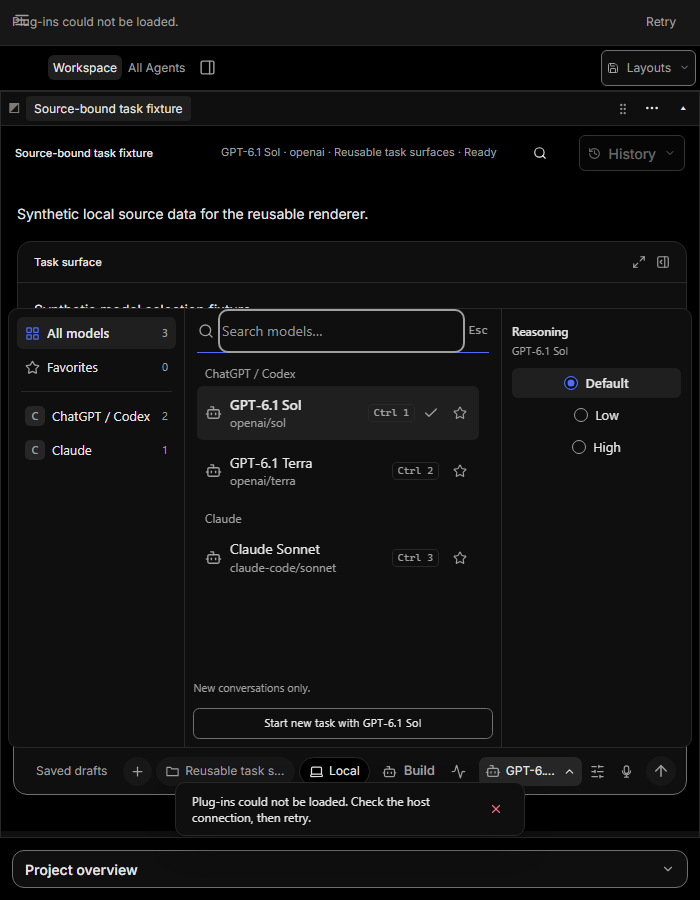 Plug-ins could not be loaded.
Retry
Workspace
All Agents
Layouts
Source-bound task fixture
Source-bound task fixture
GPT-6.1 Sol · openai · Reusable task surfaces · Ready
History
Synthetic local source data for the reusable renderer.
Task surface
Synthetic model selection fixture
All models
3
Favorites
0
C
ChatGPT / Codex
2
C
Claude
1
Search models...
Esc
ChatGPT / Codex
GPT-6.1 Sol
openai/sol
Ctrl 1
GPT-6.1 Terra
openai/terra
Ctrl 2
Claude
Claude Sonnet
claude-code/sonnet
Ctrl 3
New conversations only.
Start new task with GPT-6.1 Sol
Reasoning
GPT-6.1 Sol
Default
Low
High
Saved drafts
Reusable task s...
Local
Build
GPT-6....
Plug-ins could not be loaded. Check the host
connection, then retry.
Project overview